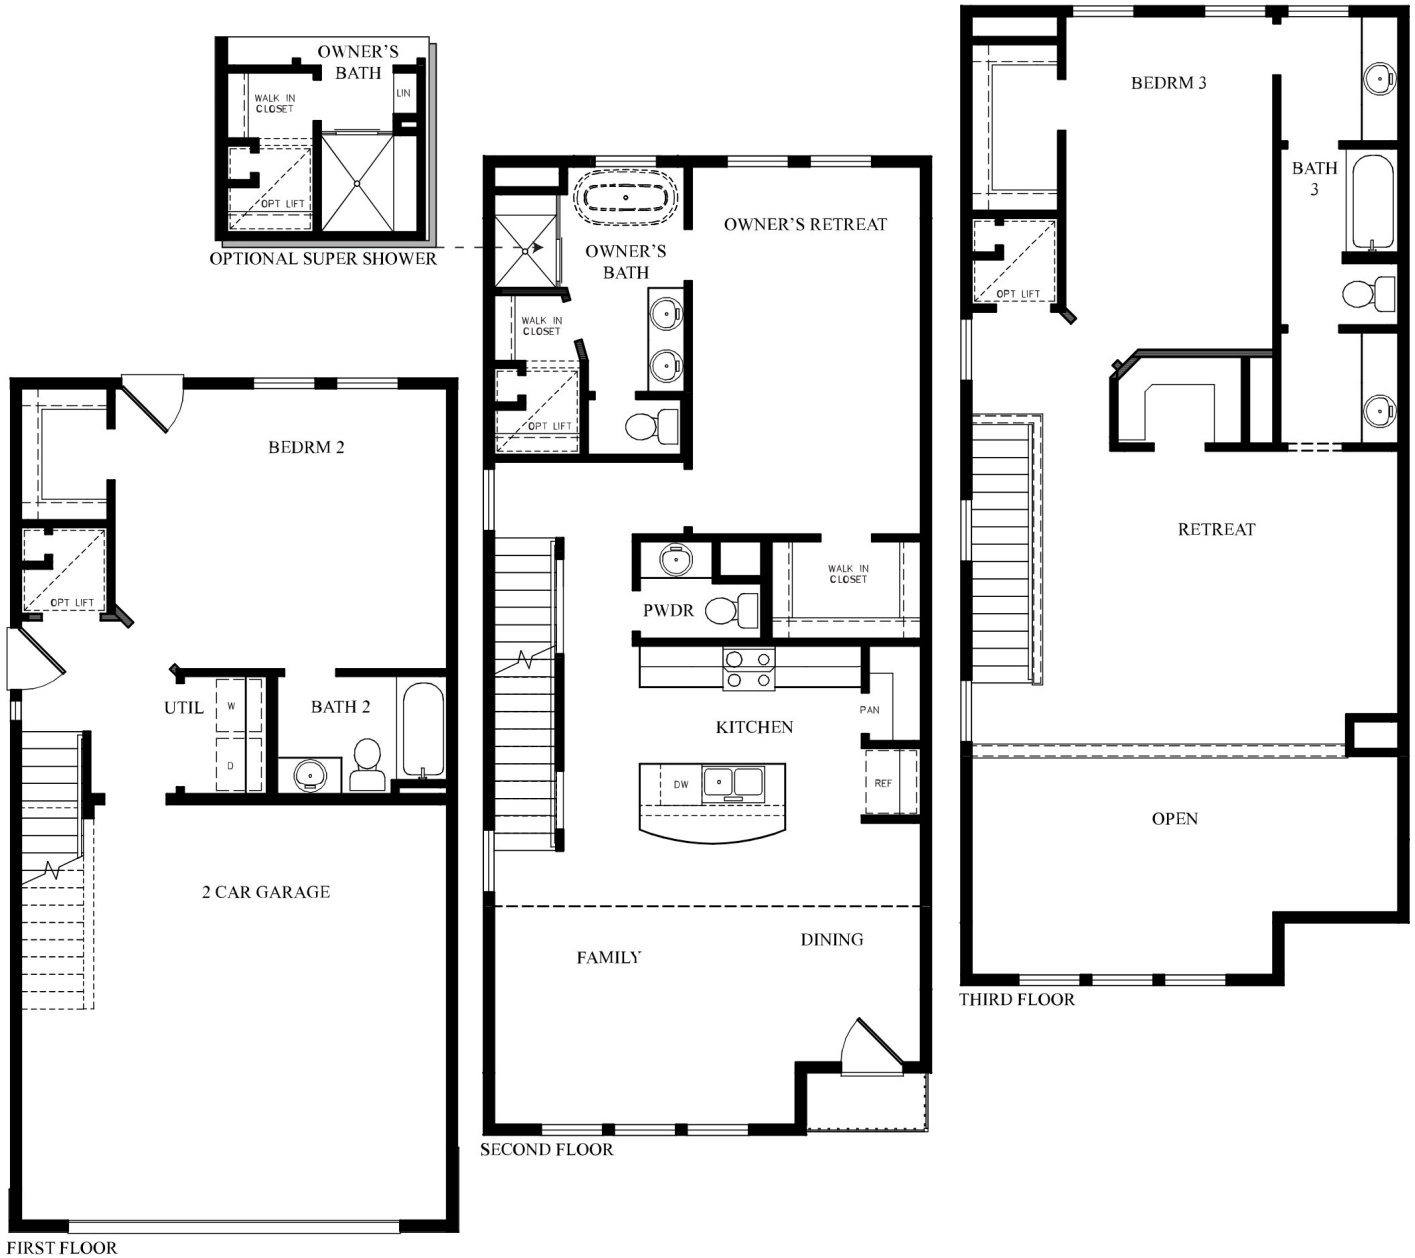 OWNER'S
BATH
WALK IN
CLOSET
LIN
OPT LIFT
OPTIONAL SUPER SHOWER
BEDRM 2
OPT LIFT
UTIL
W
D
BATH 2
2 CAR GARAGE
FIRST FLOOR
OWNER'S RETREAT
OWNER'S
BATH
WALK IN
CLOSET
OPT LIFT
WALK IN
CLOSET
PWDR
KITCHEN
PAN
DW
REF
DINING
FAMILY
SECOND FLOOR
BEDRM 3
BATH
3
OPT LIFT
RETREAT
OPEN
THIRD FLOOR